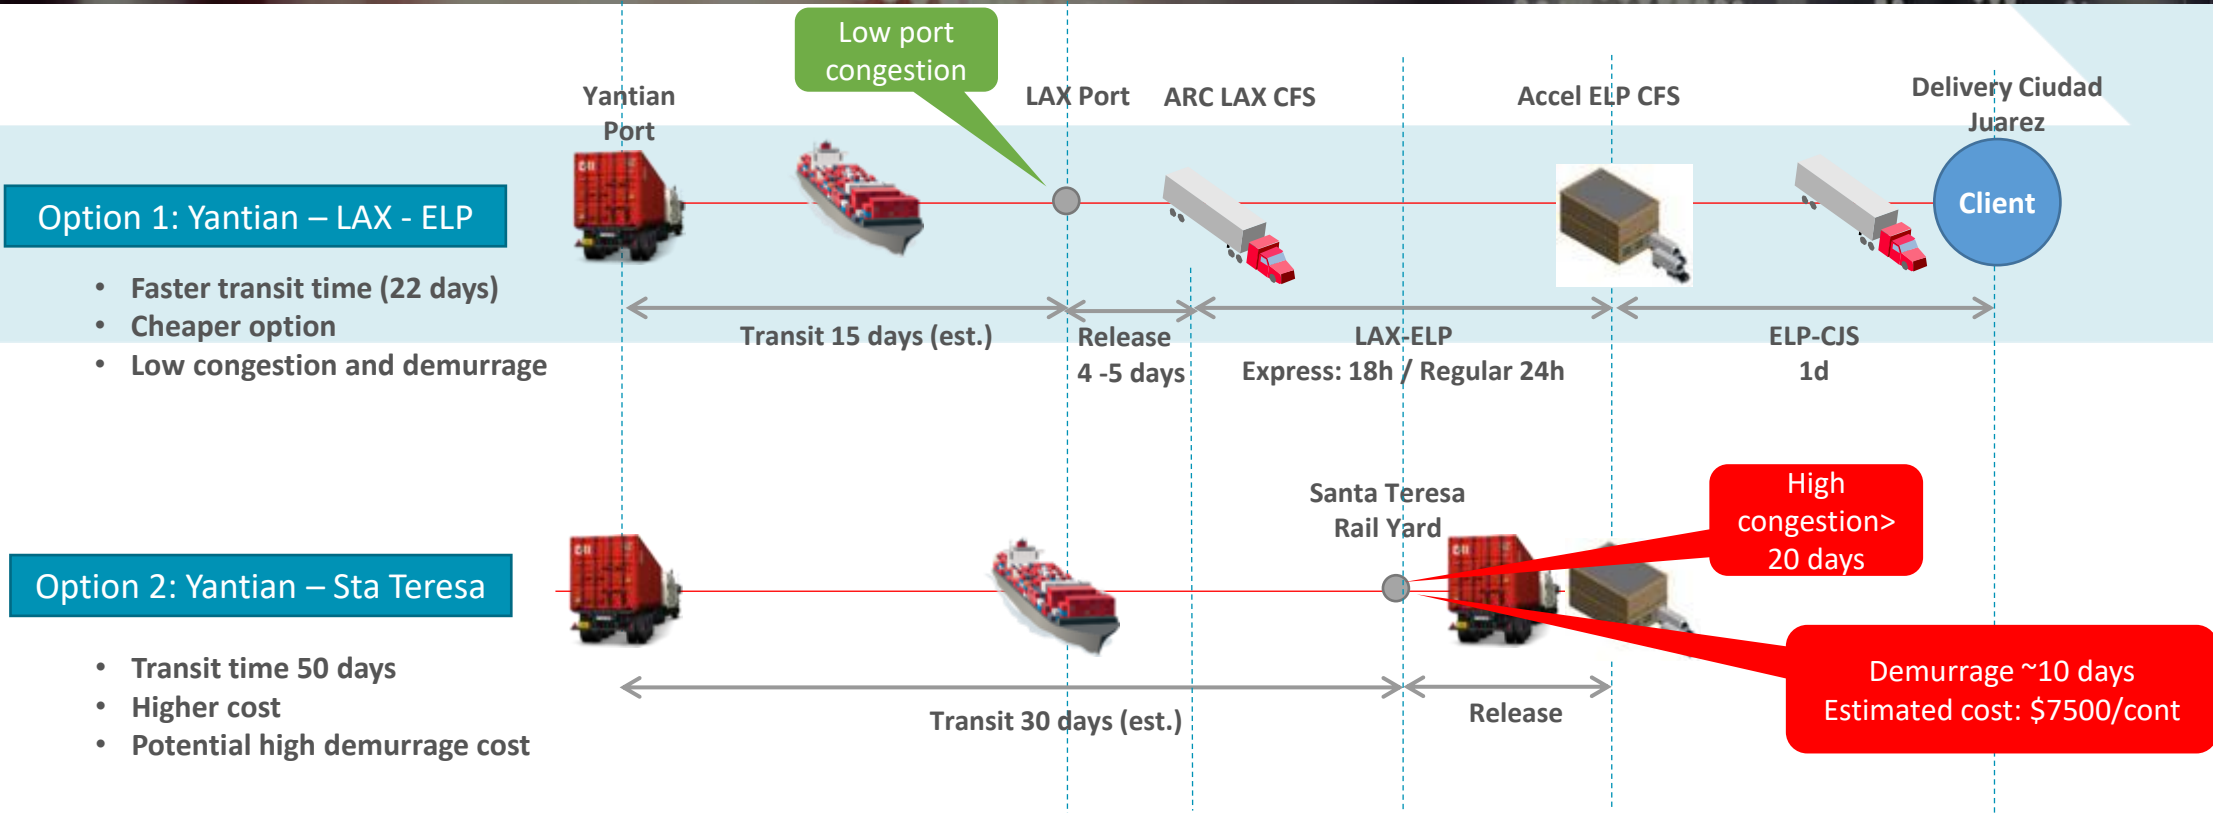 Low port
congestion
Yantian
Port
LAX Port
ARC LAX CFS
Accel ELP CFS
Delivery Ciudad
Juarez
Option 1: Yantian – LAX - ELP
Client
• Faster transit time (22 days)
• Cheaper option
• Low congestion and demurrage
Transit 15 days (est.)
Release
4 -5 days
LAX-ELP
Express: 18h / Regular 24h
ELP-CJS
1d
Santa Teresa
Rail Yard
High
congestion>
20 days
Option 2: Yantian – Sta Teresa
• Transit time 50 days
• Higher cost
• Potential high demurrage cost
Transit 30 days (est.)
Release
Demurrage ~10 days
Estimated cost: $7500/cont